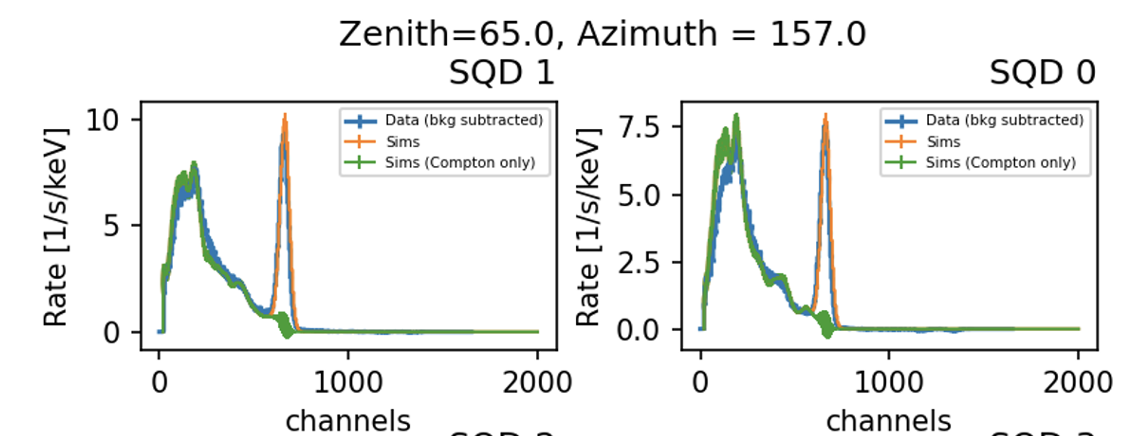 Zenith=65.0, Azimuth = 157.0
SQD 1
10
5
0
Rate [1/s/keV]
Data (bkg subtracted)
Sims
Sims (Compton only)
0 1000 2000
channels
SQD 0
7.5
5.0
2.5
0.0
Rate [1/s/keV]
Data (bkg subtracted)
Sims
Sims (Compton only)
0 1000 2000
channels